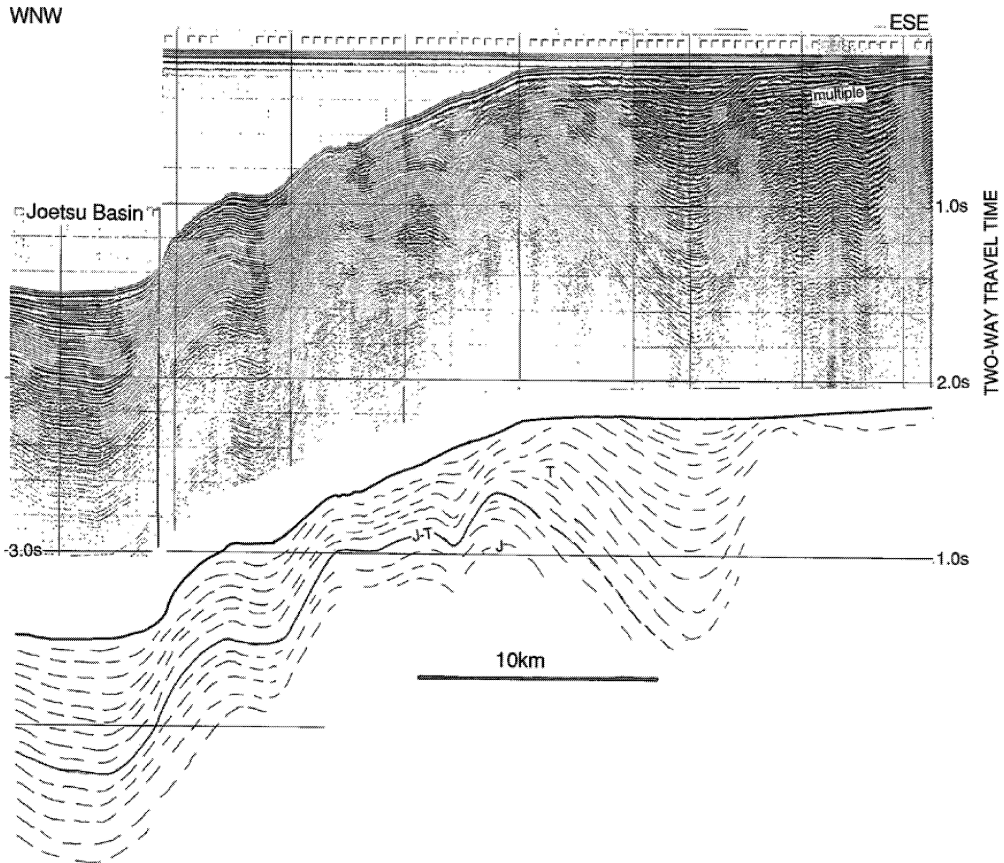 WNW
ESE
multiple
Joetsu Basin
1.0s
TWO-WAY TRAVEL TIME
2.0s
3.0s
T
J-T
J
1.0s
10km